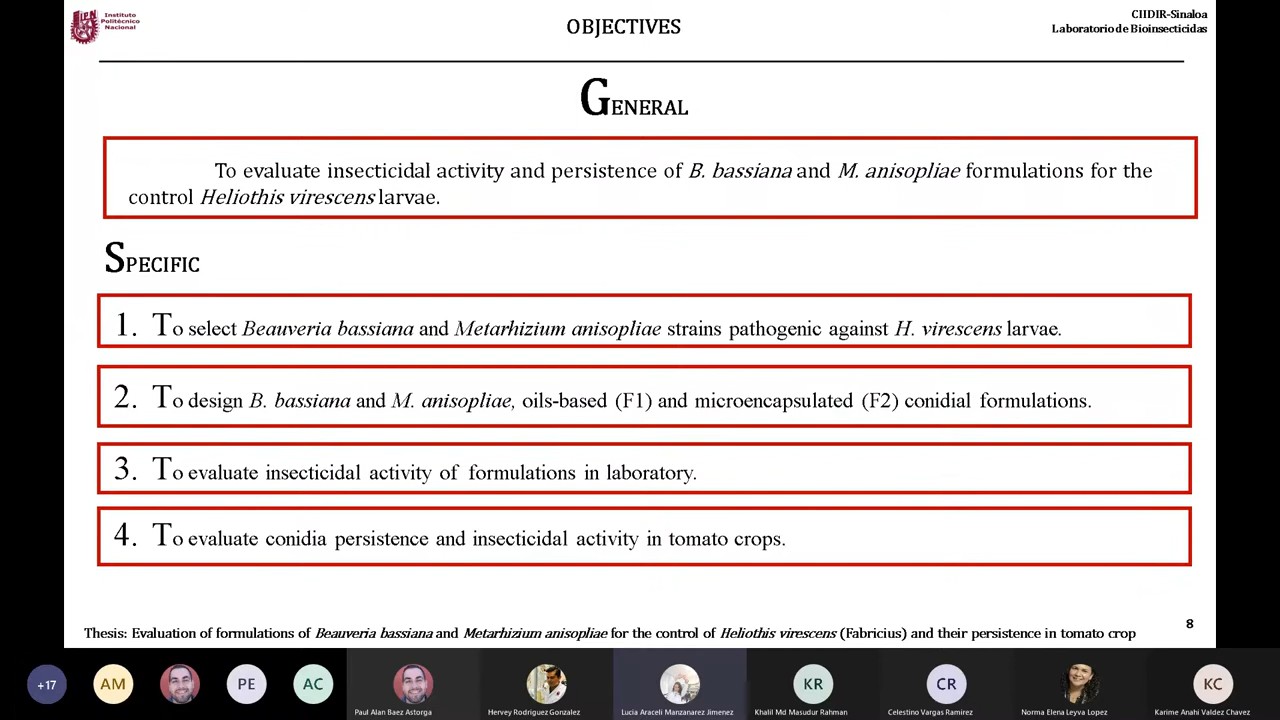 Instituto
Politécnico
Nacional
OBJECTIVES
CIIDIR-Sinaloa
Laboratorio de Bioinsecticidas
GENERAL
To evaluate insecticidal activity and persistence of B. bassiana and M. anisopliae formulations for the
control Heliothis virescens larvae.
SPECIFIC
1. To select Beauveria bassiana and Metarhizium anisopliae strains pathogenic against H. virescens larvae.
2. To design B. bassiana and M. anisopliae, oils-based (F1) and microencapsulated (F2) conidial formulations.
3. To evaluate insecticidal activity of formulations in laboratory.
4. To evaluate conidia persistence and insecticidal activity in tomato crops.
8
Thesis: Evaluation of formulations of Beauveria bassiana and Metarhizium anisopliae for the control of Heliothis virescens (Fabricius) and their persistence in tomato crop
+17 AM PE AC KR CR KC
Paul Alan Baez Astorga Hervey Rodriguez Gonzalez Lucia Araceli Manzanarez Jimenez Khalil Md Masudur Rahman Celestino Vargas Ramirez Norma Elena Leyva Lopez Karime Anahi Valdez Chavez